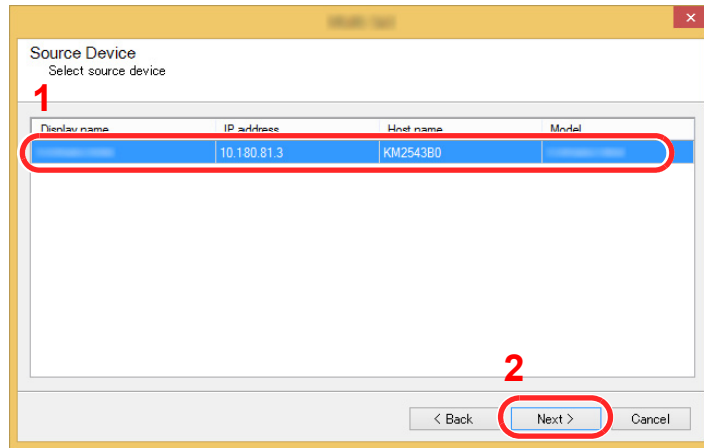 Source Device
Select source device
1
Display name IP address Host name Model
10.180.81.3 KM2543B0
2
< Back Next > Cancel